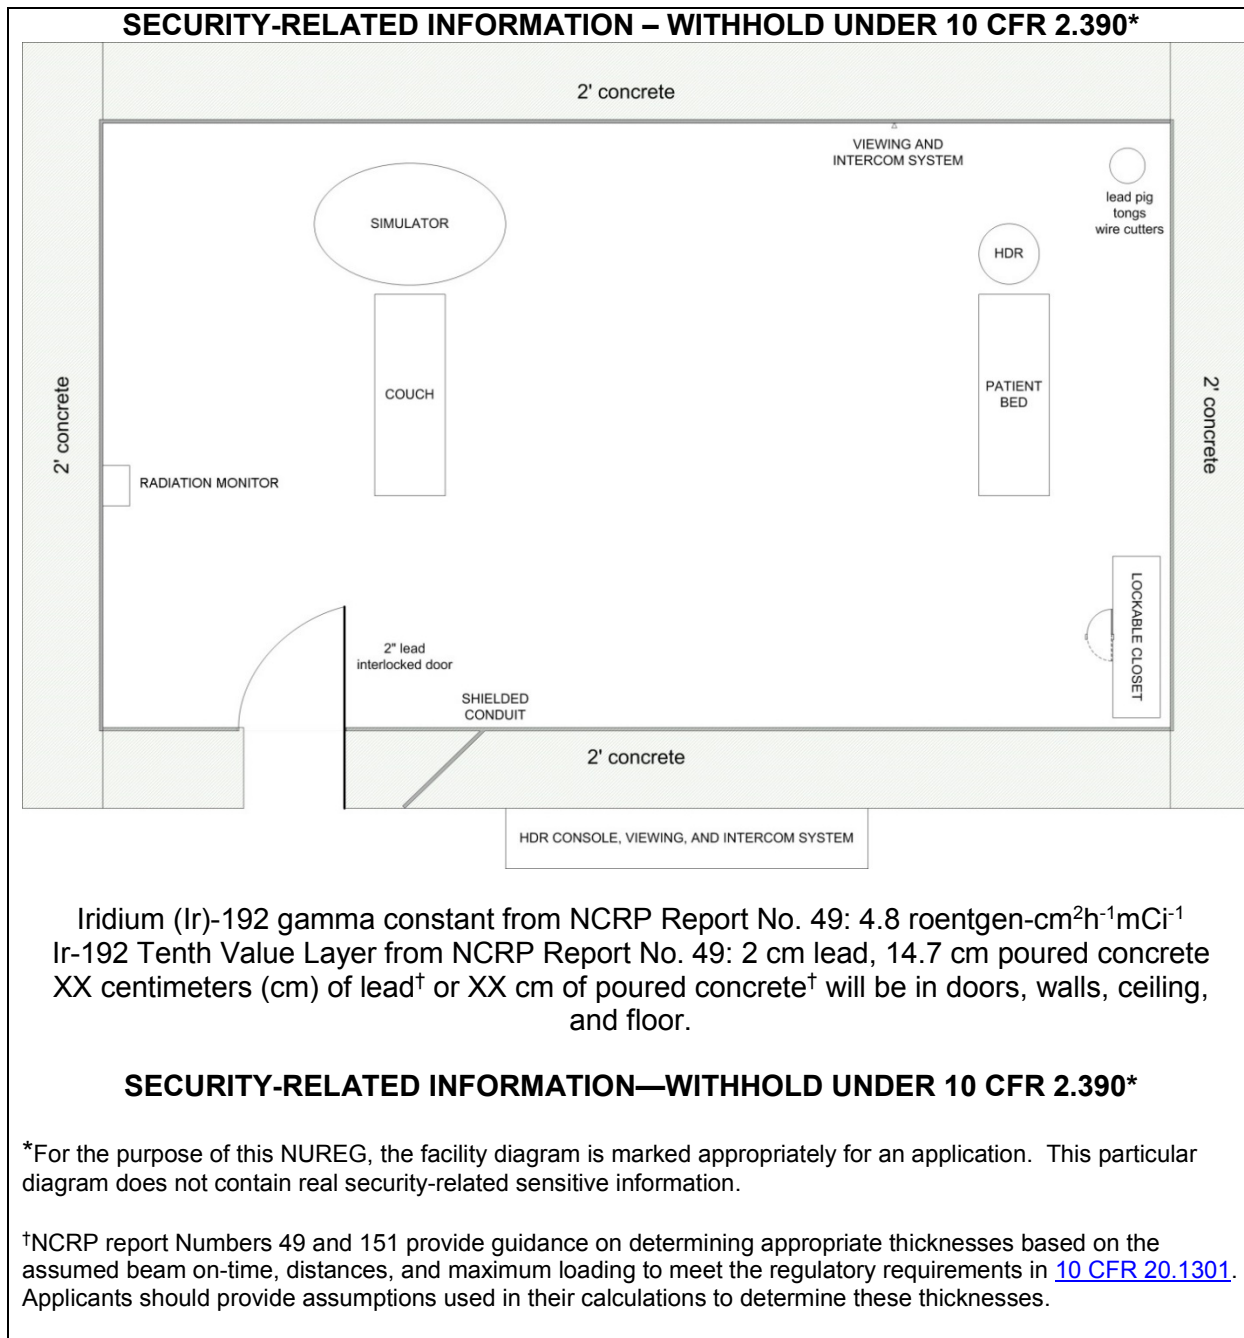 SECURITY-RELATED INFORMATION – WITHHOLD UNDER 10 CFR 2.390*
2' concrete
VIEWING AND
INTERCOM SYSTEM
SIMULATOR
lead pig
tongs
wire cutters
HDR
2' concrete
COUCH
PATIENT
BED
2' concrete
RADIATION MONITOR
LOCKABLE CLOSET
2" lead
interlocked door
SHIELDED
CONDUIT
2' concrete
HDR CONSOLE, VIEWING, AND INTERCOM SYSTEM
Iridium (Ir)-192 gamma constant from NCRP Report No. 49: 4.8 roentgen-cm²h⁻¹mCi⁻¹
Ir-192 Tenth Value Layer from NCRP Report No. 49: 2 cm lead, 14.7 cm poured concrete
XX centimeters (cm) of lead† or XX cm of poured concrete† will be in doors, walls, ceiling,
and floor.
SECURITY-RELATED INFORMATION—WITHHOLD UNDER 10 CFR 2.390*
*For the purpose of this NUREG, the facility diagram is marked appropriately for an application. This particular
diagram does not contain real security-related sensitive information.
†NCRP report Numbers 49 and 151 provide guidance on determining appropriate thicknesses based on the
assumed beam on-time, distances, and maximum loading to meet the regulatory requirements in 10 CFR 20.1301.
Applicants should provide assumptions used in their calculations to determine these thicknesses.